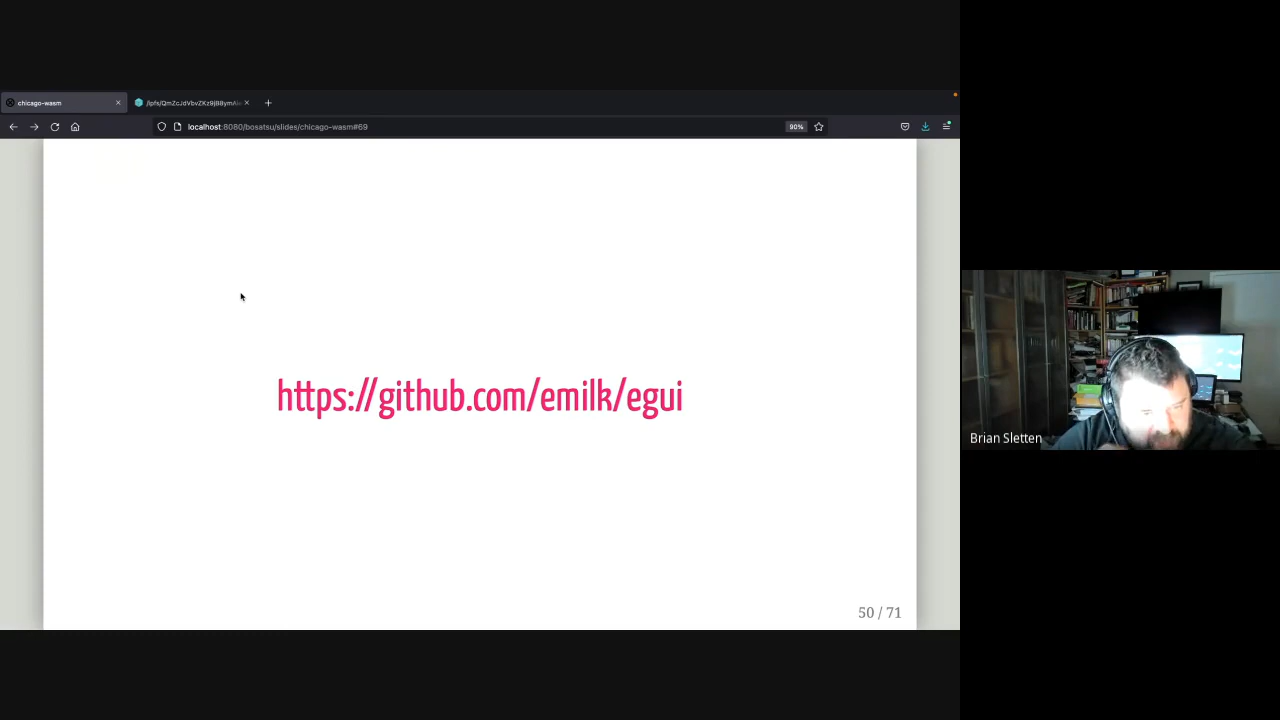 chicago-wasm
localhost:8080/bosatsu/slides/chicago-wasm#69
90%
https://github.com/emilk/egui
50 / 71
Brian Sletten